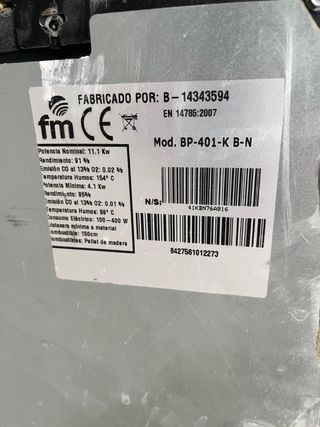 fm CE
FABRICADO POR: B-14343594
EN 14785:2007
Mod. BP-401-K B-N
Potencia Nominal: 11.1 Kw
Rendimiento: 91 %
Emisión CO al 13% O2: 0.02 %
Temperatura Humos: 154° C
Potencia Mínima: 4.1 Kw
Rendimiento: 95%
Emisión CO al 13% O2: 0.01 %
Temperatura Humos: 86° C
Consumo Eléctrico: 100-400 W
Distancia mínima a material
combustible: 150cm
Combustibles: Pellet de madera
N/S:
41KBN76A016
8427561012273